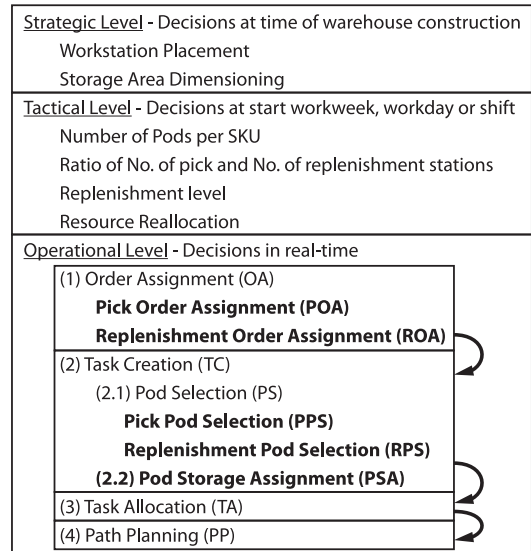 Strategic Level - Decisions at time of warehouse construction
Workstation Placement
Storage Area Dimensioning
Tactical Level - Decisions at start workweek, workday or shift
Number of Pods per SKU
Ratio of No. of pick and No. of replenishment stations
Replenishment level
Resource Reallocation
Operational Level - Decisions in real-time
(1) Order Assignment (OA)
Pick Order Assignment (POA)
Replenishment Order Assignment (ROA)
(2) Task Creation (TC)
(2.1) Pod Selection (PS)
Pick Pod Selection (PPS)
Replenishment Pod Selection (RPS)
(2.2) Pod Storage Assignment (PSA)
(3) Task Allocation (TA)
(4) Path Planning (PP)